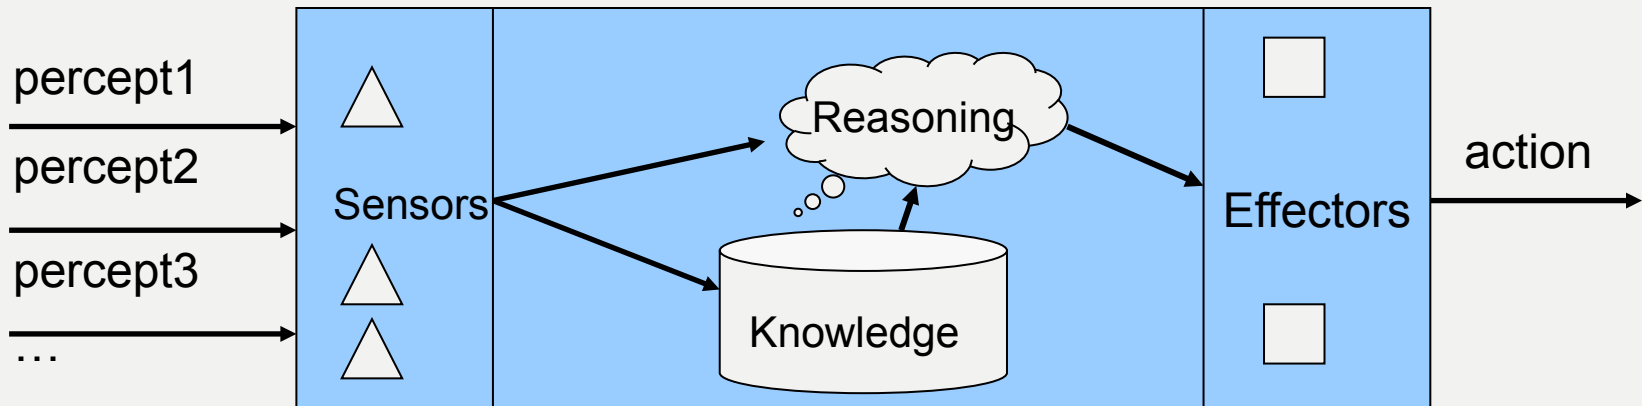 percept1
percept2
percept3
…
Sensors
Reasoning
Knowledge
Effectors
action